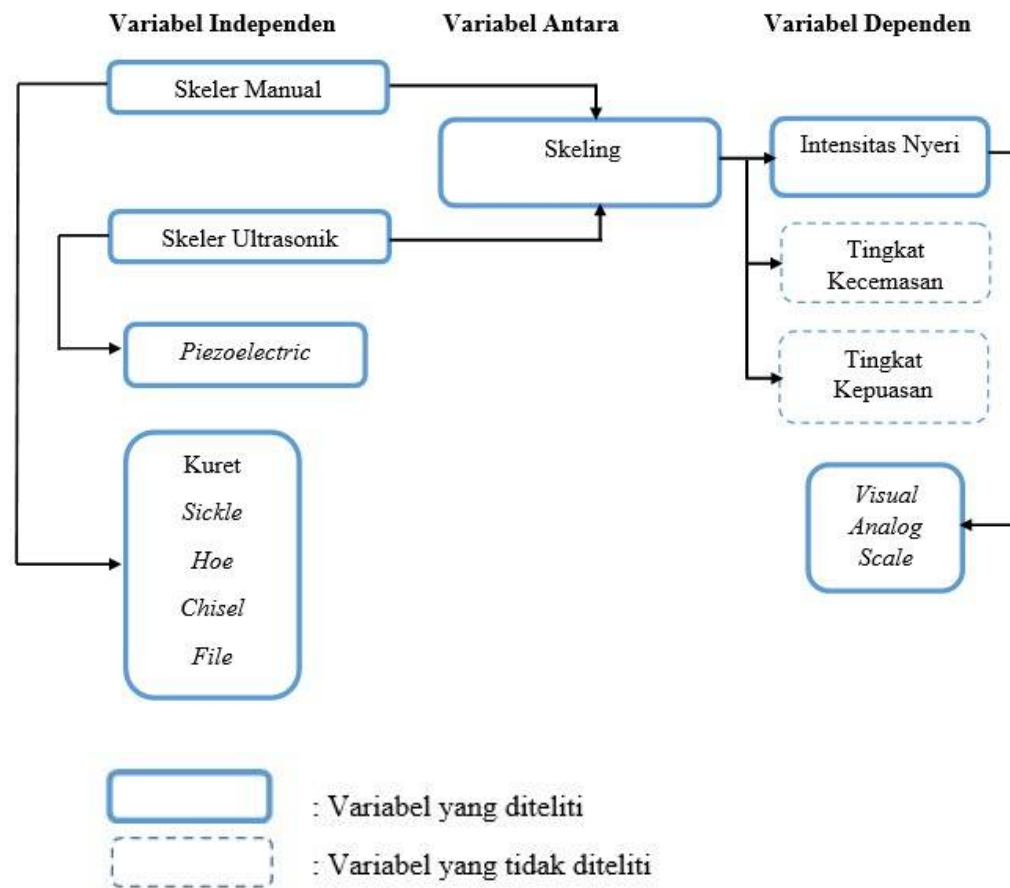 Variabel Independen
Variabel Antara
Variabel Dependen
Skeler Manual
Skeling
Intensitas Nyeri
Skeler Ultrasonik
Tingkat
Kecemasan
Piezoelectric
Tingkat
Kepuasan
Kuret
Sickle
Hoe
Chisel
File
Visual
Analog
Scale
: Variabel yang diteliti
: Variabel yang tidak diteliti